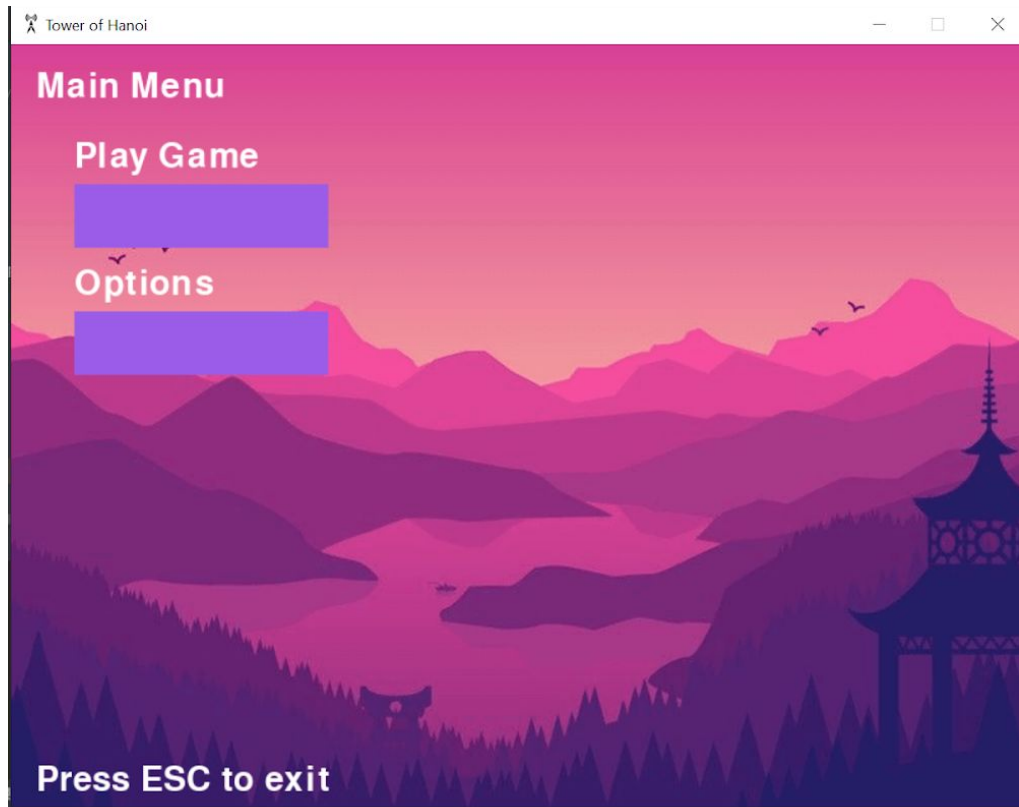 Tower of Hanoi
Main Menu
Play Game
Options
Press ESC to exit